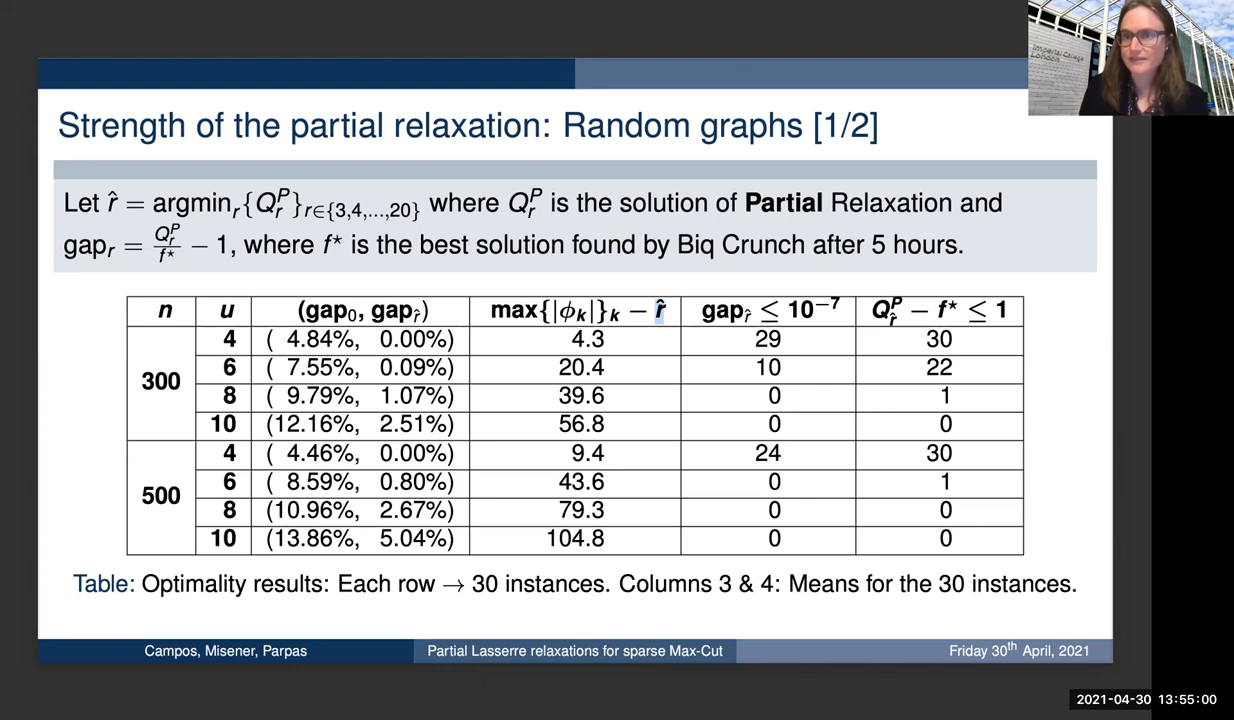 Imperial College
London
Strength of the partial relaxation: Random graphs [1/2]
Let r̂ = argmin_r{Q_r^P}_{r∈{3,4,...,20}} where Q_r^P is the solution of Partial Relaxation and
gap_r = Q_r^P/f⋆ − 1, where f⋆ is the best solution found by Biq Crunch after 5 hours.
n u (gap_0, gap_r̂) max{|ϕ_k|}_k − r̂ gap_r̂ ≤ 10^−7 Q_r̂^P − f⋆ ≤ 1
300
4 ( 4.84%, 0.00%) 4.3 29 30
6 ( 7.55%, 0.09%) 20.4 10 22
8 ( 9.79%, 1.07%) 39.6 0 1
10 (12.16%, 2.51%) 56.8 0 0
500
4 ( 4.46%, 0.00%) 9.4 24 30
6 ( 8.59%, 0.80%) 43.6 0 1
8 (10.96%, 2.67%) 79.3 0 0
10 (13.86%, 5.04%) 104.8 0 0
Table: Optimality results: Each row → 30 instances. Columns 3 & 4: Means for the 30 instances.
Campos, Misener, Parpas Partial Lasserre relaxations for sparse Max-Cut Friday 30th April, 2021
2021-04-30 13:55:00